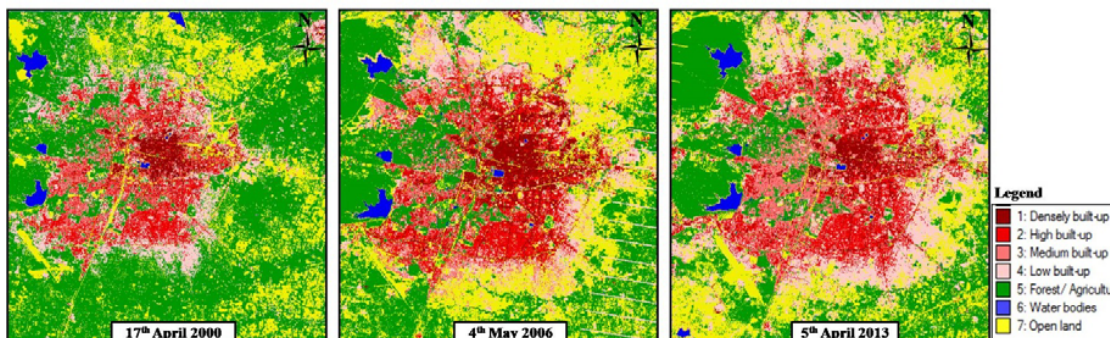 N
N
N
17th April 2000
4th May 2006
5th April 2013
Legend
1: Densely built-up
2: High built-up
3: Medium built-up
4: Low built-up
5: Forest/ Agricultu
6: Water bodies
7: Open land